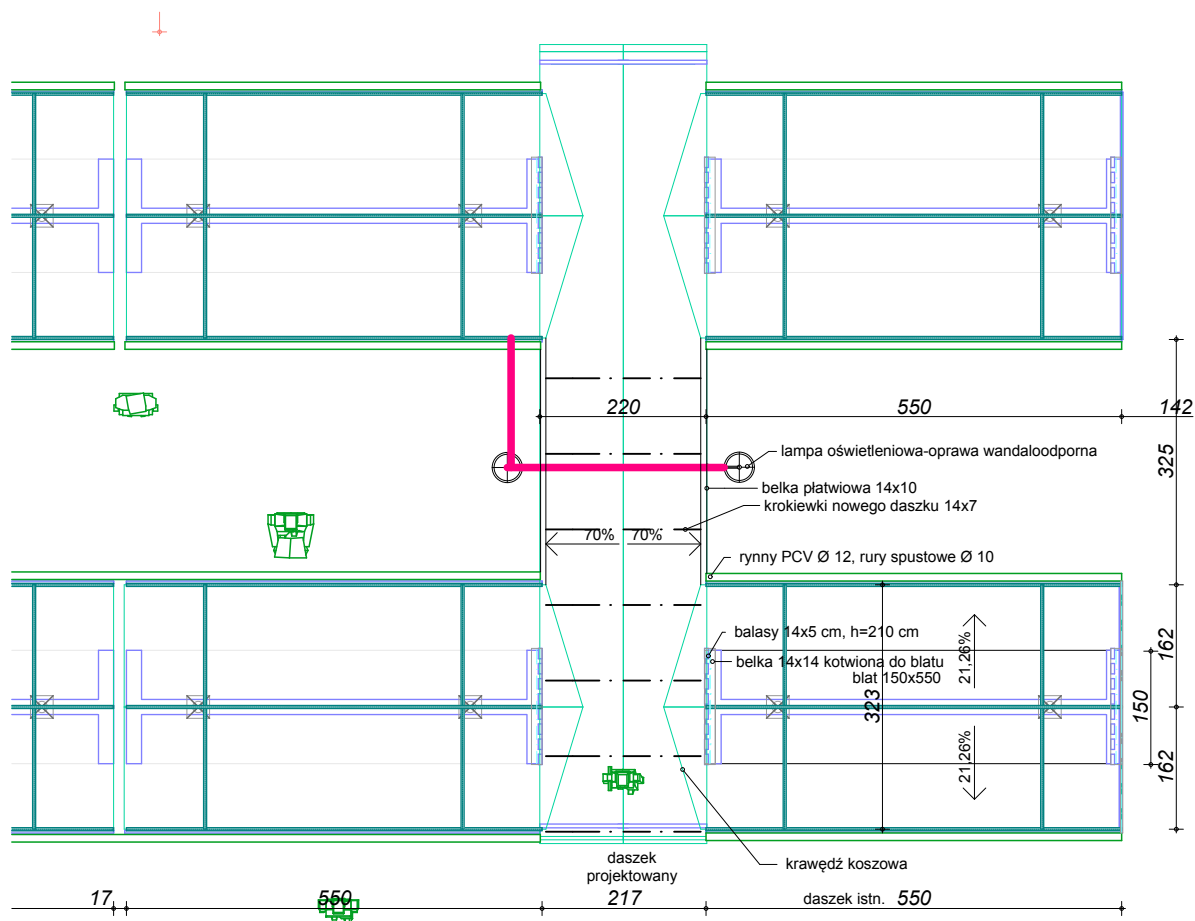 220
550
142
lampa oświetleniowa-oprawa wandaloodporna
325
belka płatwiowa 14x10
krokiewki nowego daszku 14x7
70% 70%
rynny PCV Ø 12, rury spustowe Ø 10
balasy 14x5 cm, h=210 cm
belka 14x14 kotwiona do blatu
blat 150x550
21,26%
162
150
323
21,26%
162
daszek
projektowany
krawędź koszowa
17
550
217
daszek istn.
550